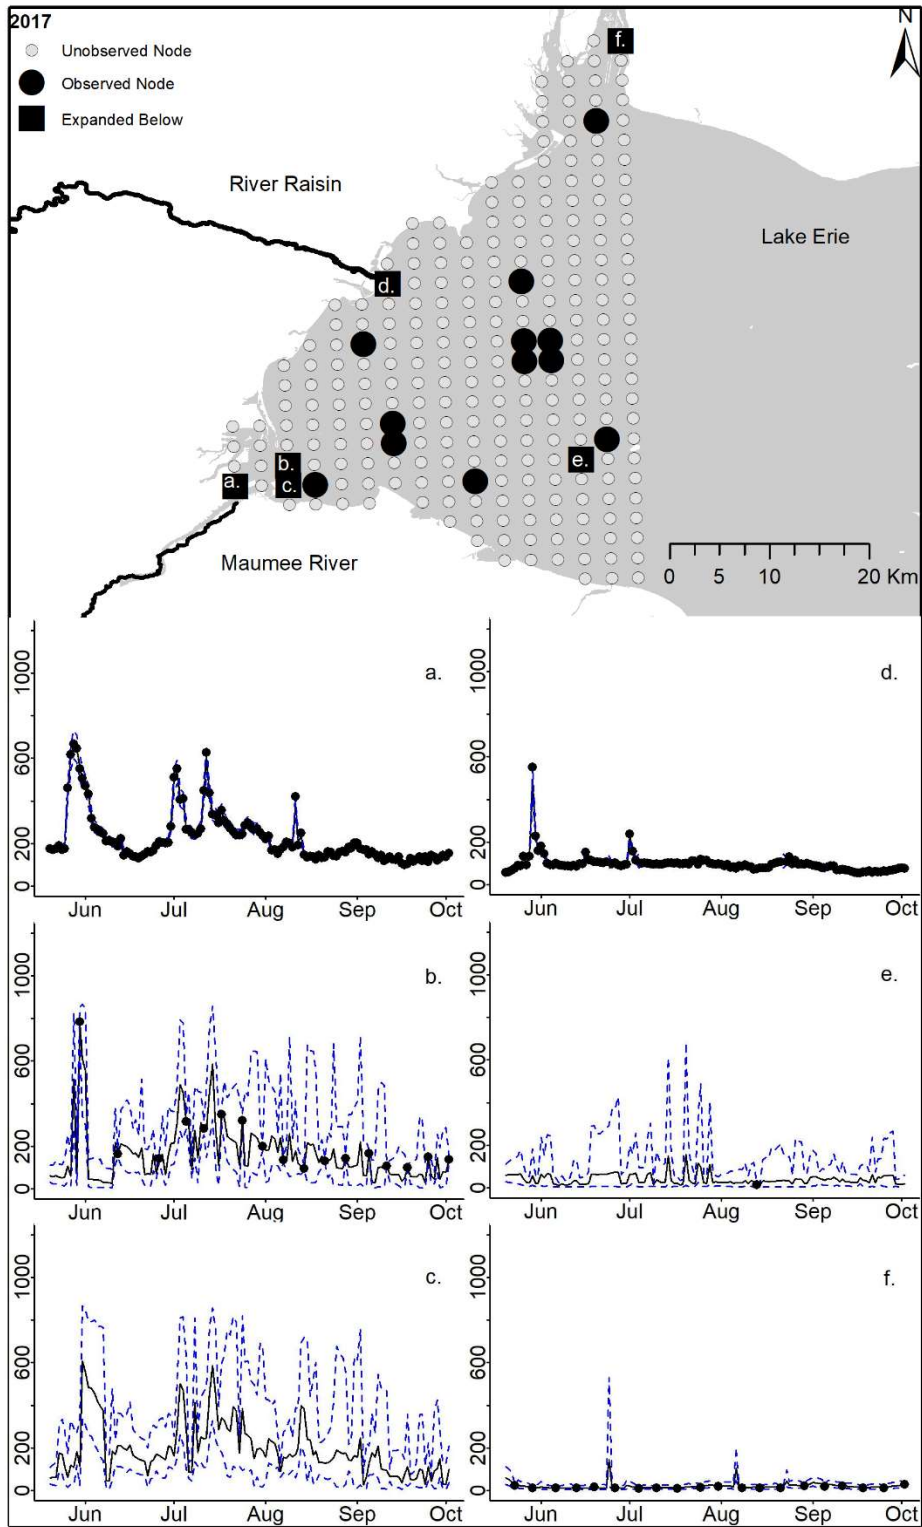 2017
N
Unobserved Node
Observed Node
Expanded Below
f.
River Raisin
Lake Erie
d.
b.
e.
a.
c.
Maumee River
0 5 10 20 Km
a.
0 200 600 1000
Jun Jul Aug Sep Oct
d.
0 200 600 1000
Jun Jul Aug Sep Oct
b.
0 200 600 1000
Jun Jul Aug Sep Oct
e.
0 200 600 1000
Jun Jul Aug Sep Oct
c.
0 200 600 1000
Jun Jul Aug Sep Oct
f.
0 200 600 1000
Jun Jul Aug Sep Oct